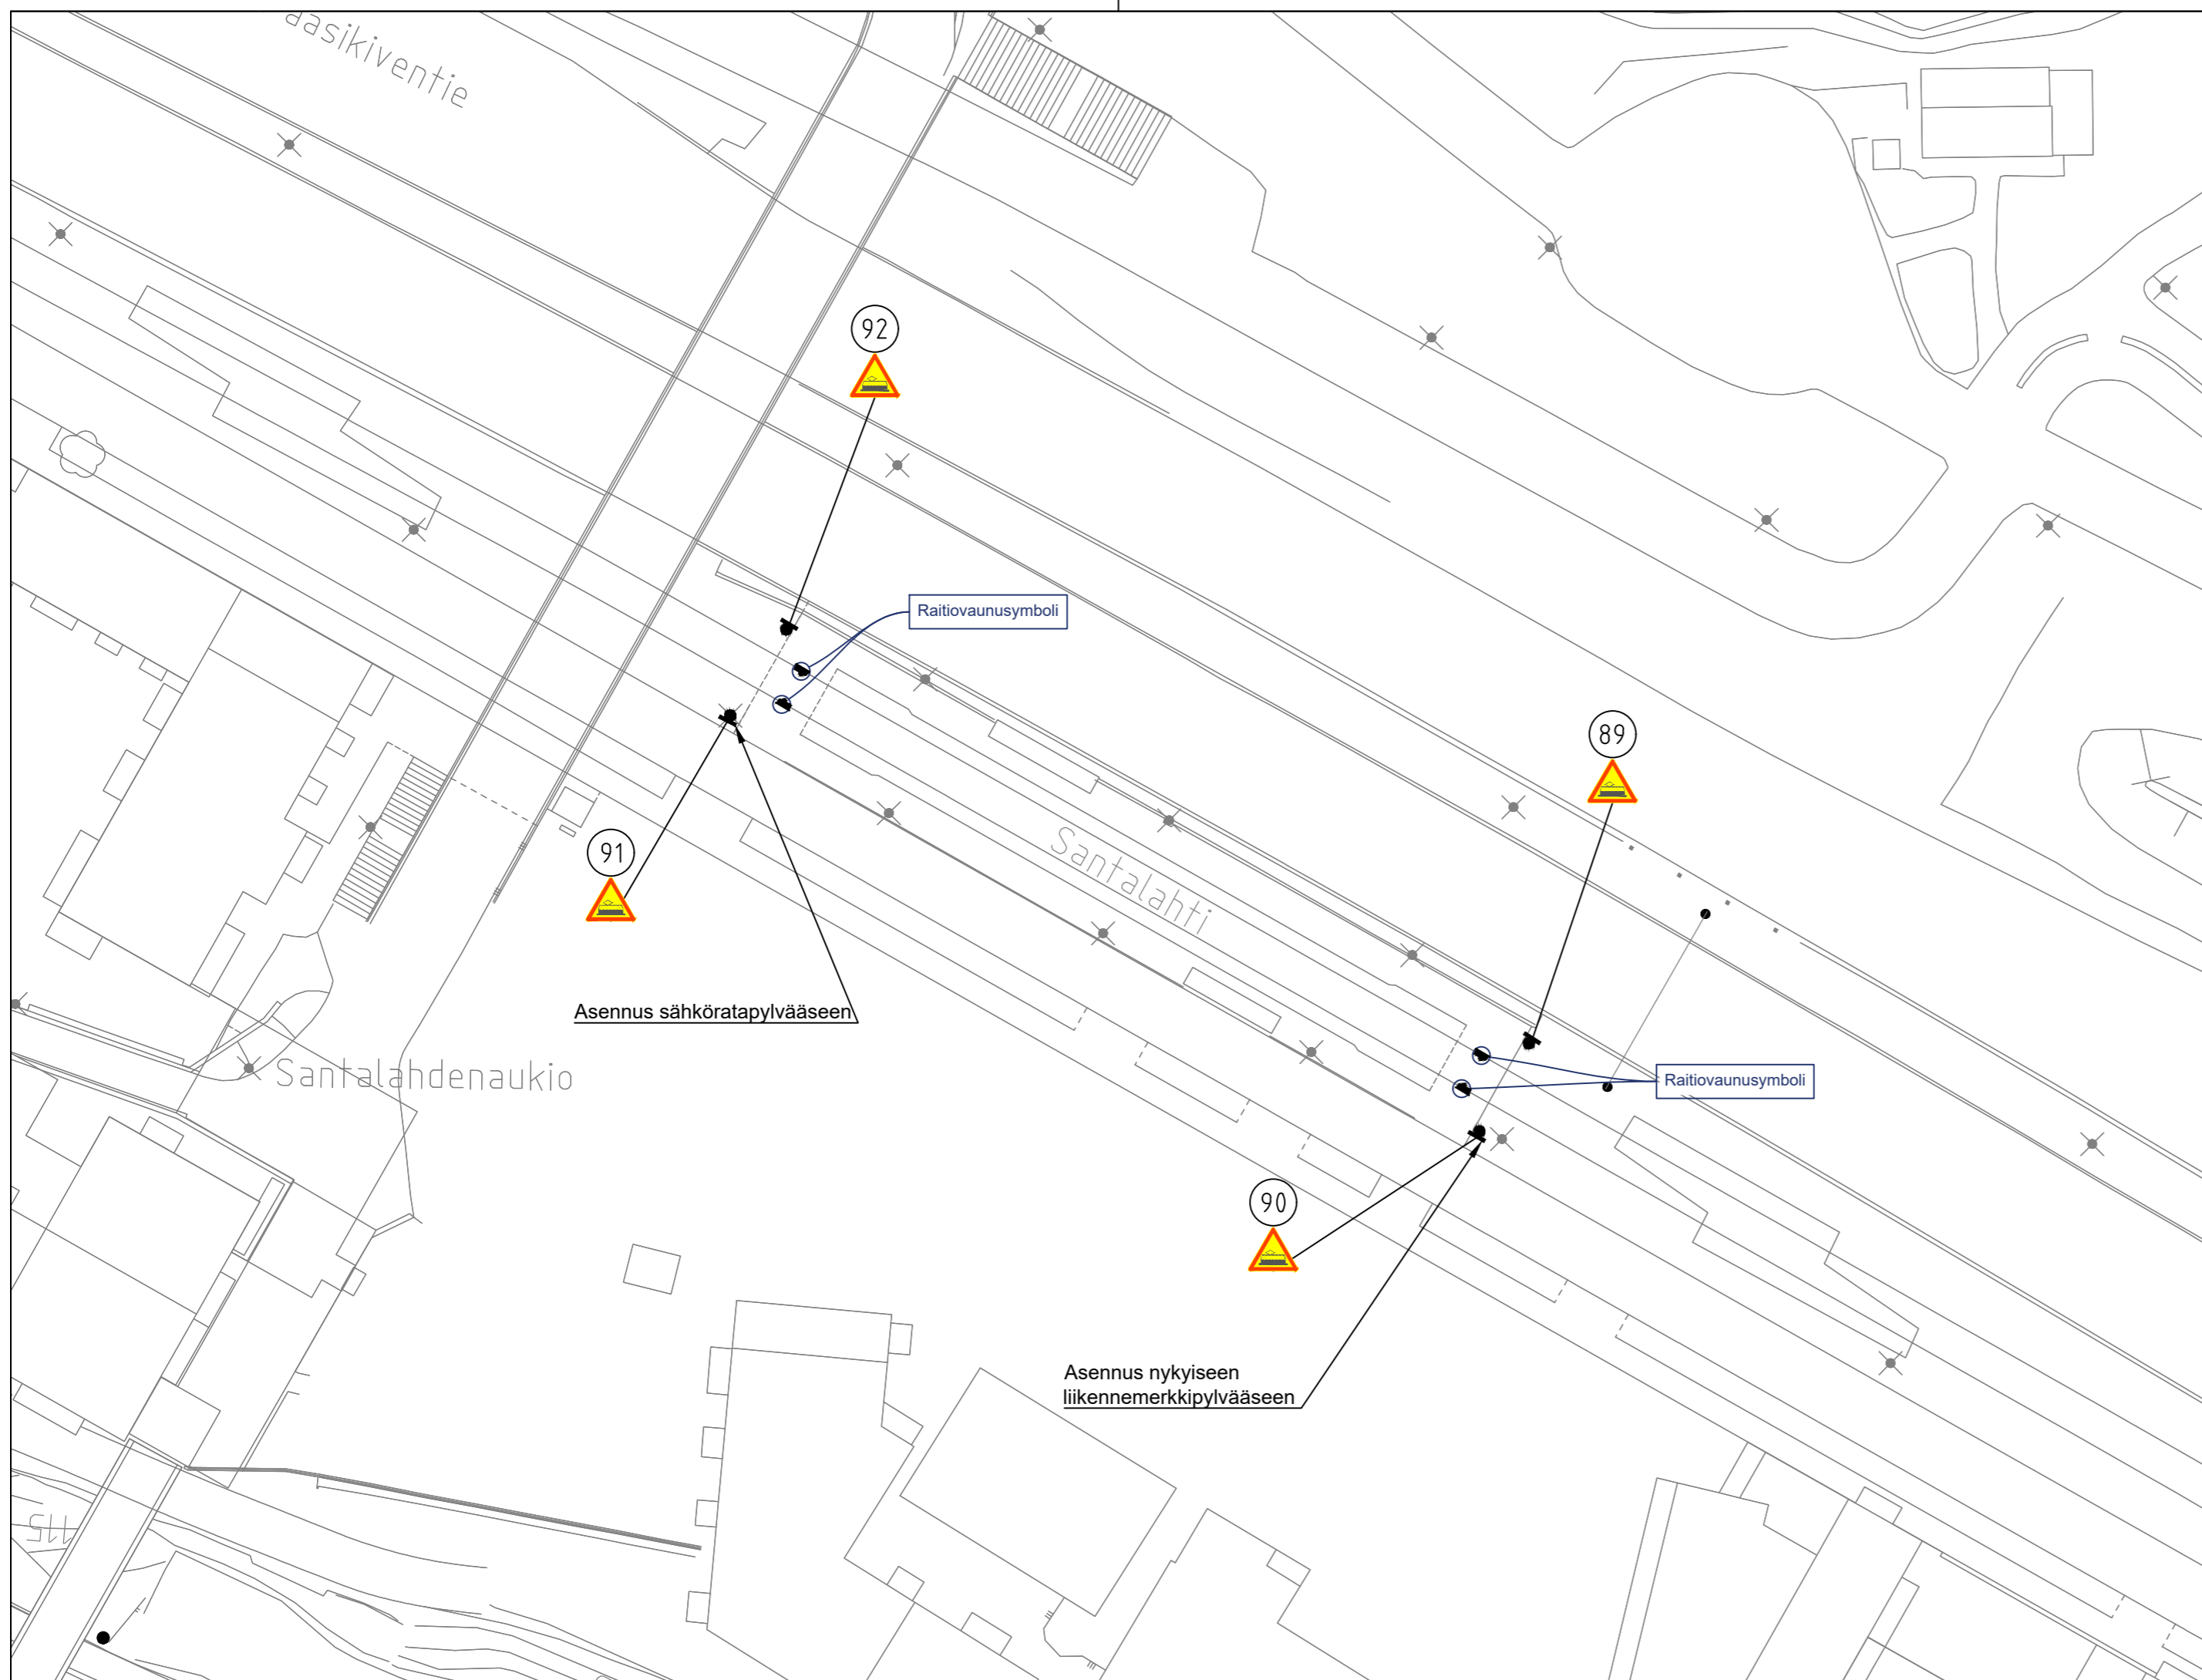 aasikiventie
92
Raitiovaunusymboli
89
91
Santalahti
Asennus sähköratapylvääseen
Santalahdenaukio
Raitiovaunusymboli
90
Asennus nykyiseen
liikennemerkkipylvääseen